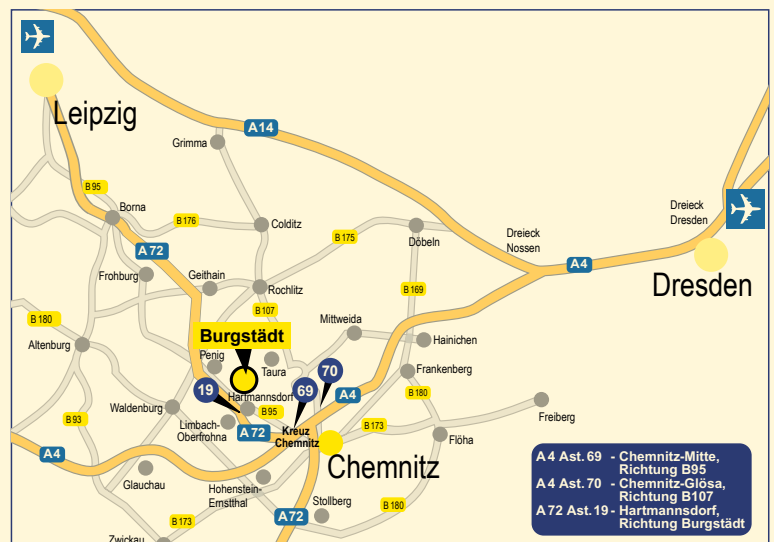 Leipzig
A14
Grimma
B 95
Borna
B 176
Colditz
B 175
Döbeln
Dreieck
Nossen
Dreieck
Dresden
A 72
A4
Dresden
Frohburg
Geithain
Rochlitz
B 169
B 107
B 180
Altenburg
Burgstädt
Mittweida
Hainichen
Penig
Taura
70
Frankenberg
19
69
A4
B 180
Hartmannsdorf
Waldenburg
B 95
B 93
Limbach-
Oberfrohna
A 72
Kreuz
Chemnitz
B 173
Freiberg
Flöha
A4
Chemnitz
Glauchau
Hohenstein-
Ernstthal
Stollberg
B 180
A72
B 173
Zwickau
A 4 Ast. 69 - Chemnitz-Mitte,
Richtung B95
A 4 Ast. 70 - Chemnitz-Glösa,
Richtung B107
A 72 Ast. 19 - Hartmannsdorf,
Richtung Burgstädt